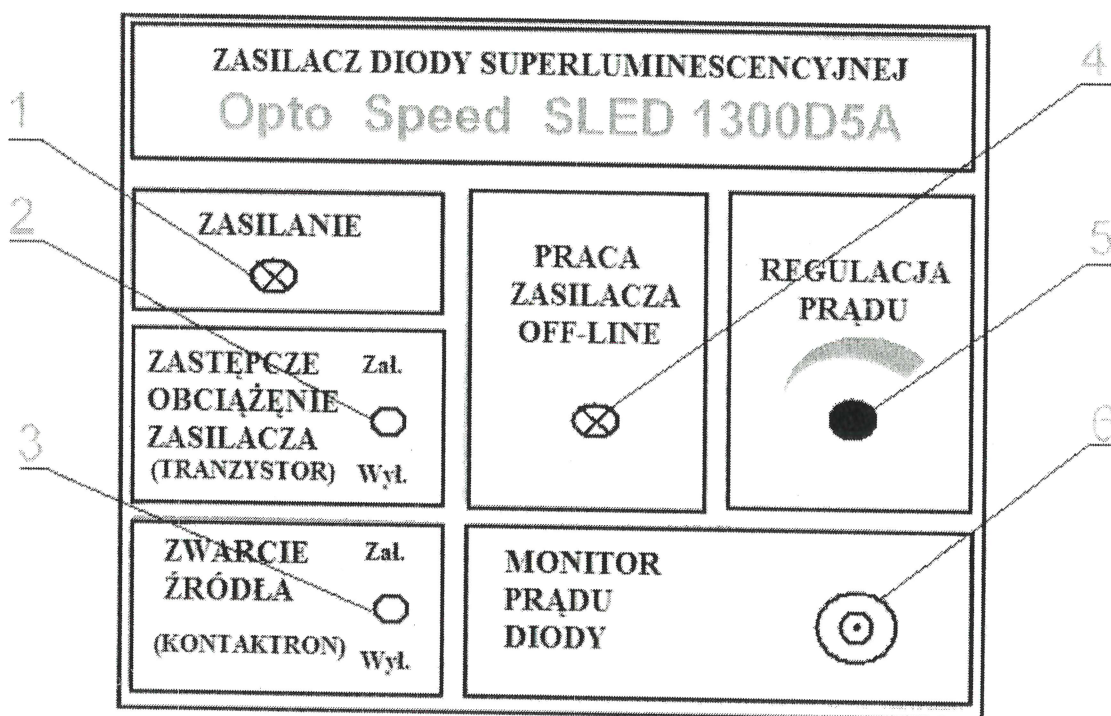 ZASILACZ DIODY SUPERLUMINESCENCYJNEJ
Opto Speed SLED 1300D5A
1
2
3
4
5
6
ZASILANIE
ZASTĘPCZE
OBCIĄŻĘNIE
ZASILACZA
(TRANZYSTOR)
Zał.
Wył.
ZWARCIE
ŹRÓDŁA
(KONTAKTRON)
Zał.
Wył.
PRACA
ZASILACZA
OFF-LINE
REGULACJA
PRĄDU
MONITOR
PRĄDU
DIODY